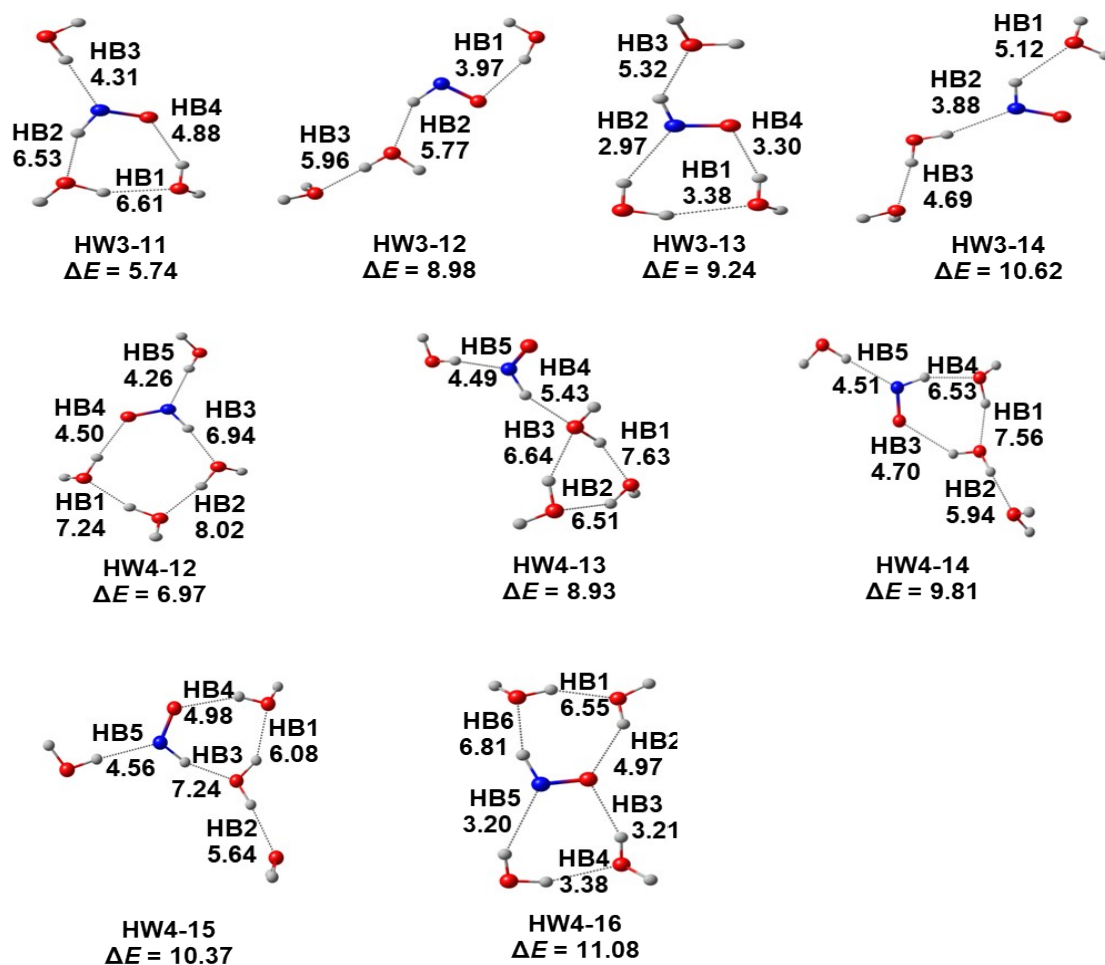 HB3
4.31
HB4
4.88
HB2
6.53
HB1
6.61
HW3-11
ΔE = 5.74
HB1
3.97
HB3
5.96
HB2
5.77
HW3-12
ΔE = 8.98
HB3
5.32
HB2
2.97
HB4
3.30
HB1
3.38
HW3-13
ΔE = 9.24
HB1
5.12
HB2
3.88
HB3
4.69
HW3-14
ΔE = 10.62
HB5
4.26
HB4
4.50
HB3
6.94
HB1
7.24
HB2
8.02
HW4-12
ΔE = 6.97
HB5
4.49
HB4
5.43
HB3
6.64
HB1
7.63
HB2
6.51
HW4-13
ΔE = 8.93
HB5
4.51
HB4
6.53
HB3
4.70
HB1
7.56
HB2
5.94
HW4-14
ΔE = 9.81
HB4
4.98
HB5
4.56
HB3
7.24
HB1
6.08
HB2
5.64
HW4-15
ΔE = 10.37
HB1
6.55
HB6
6.81
HB2
4.97
HB5
3.20
HB3
3.21
HB4
3.38
HW4-16
ΔE = 11.08